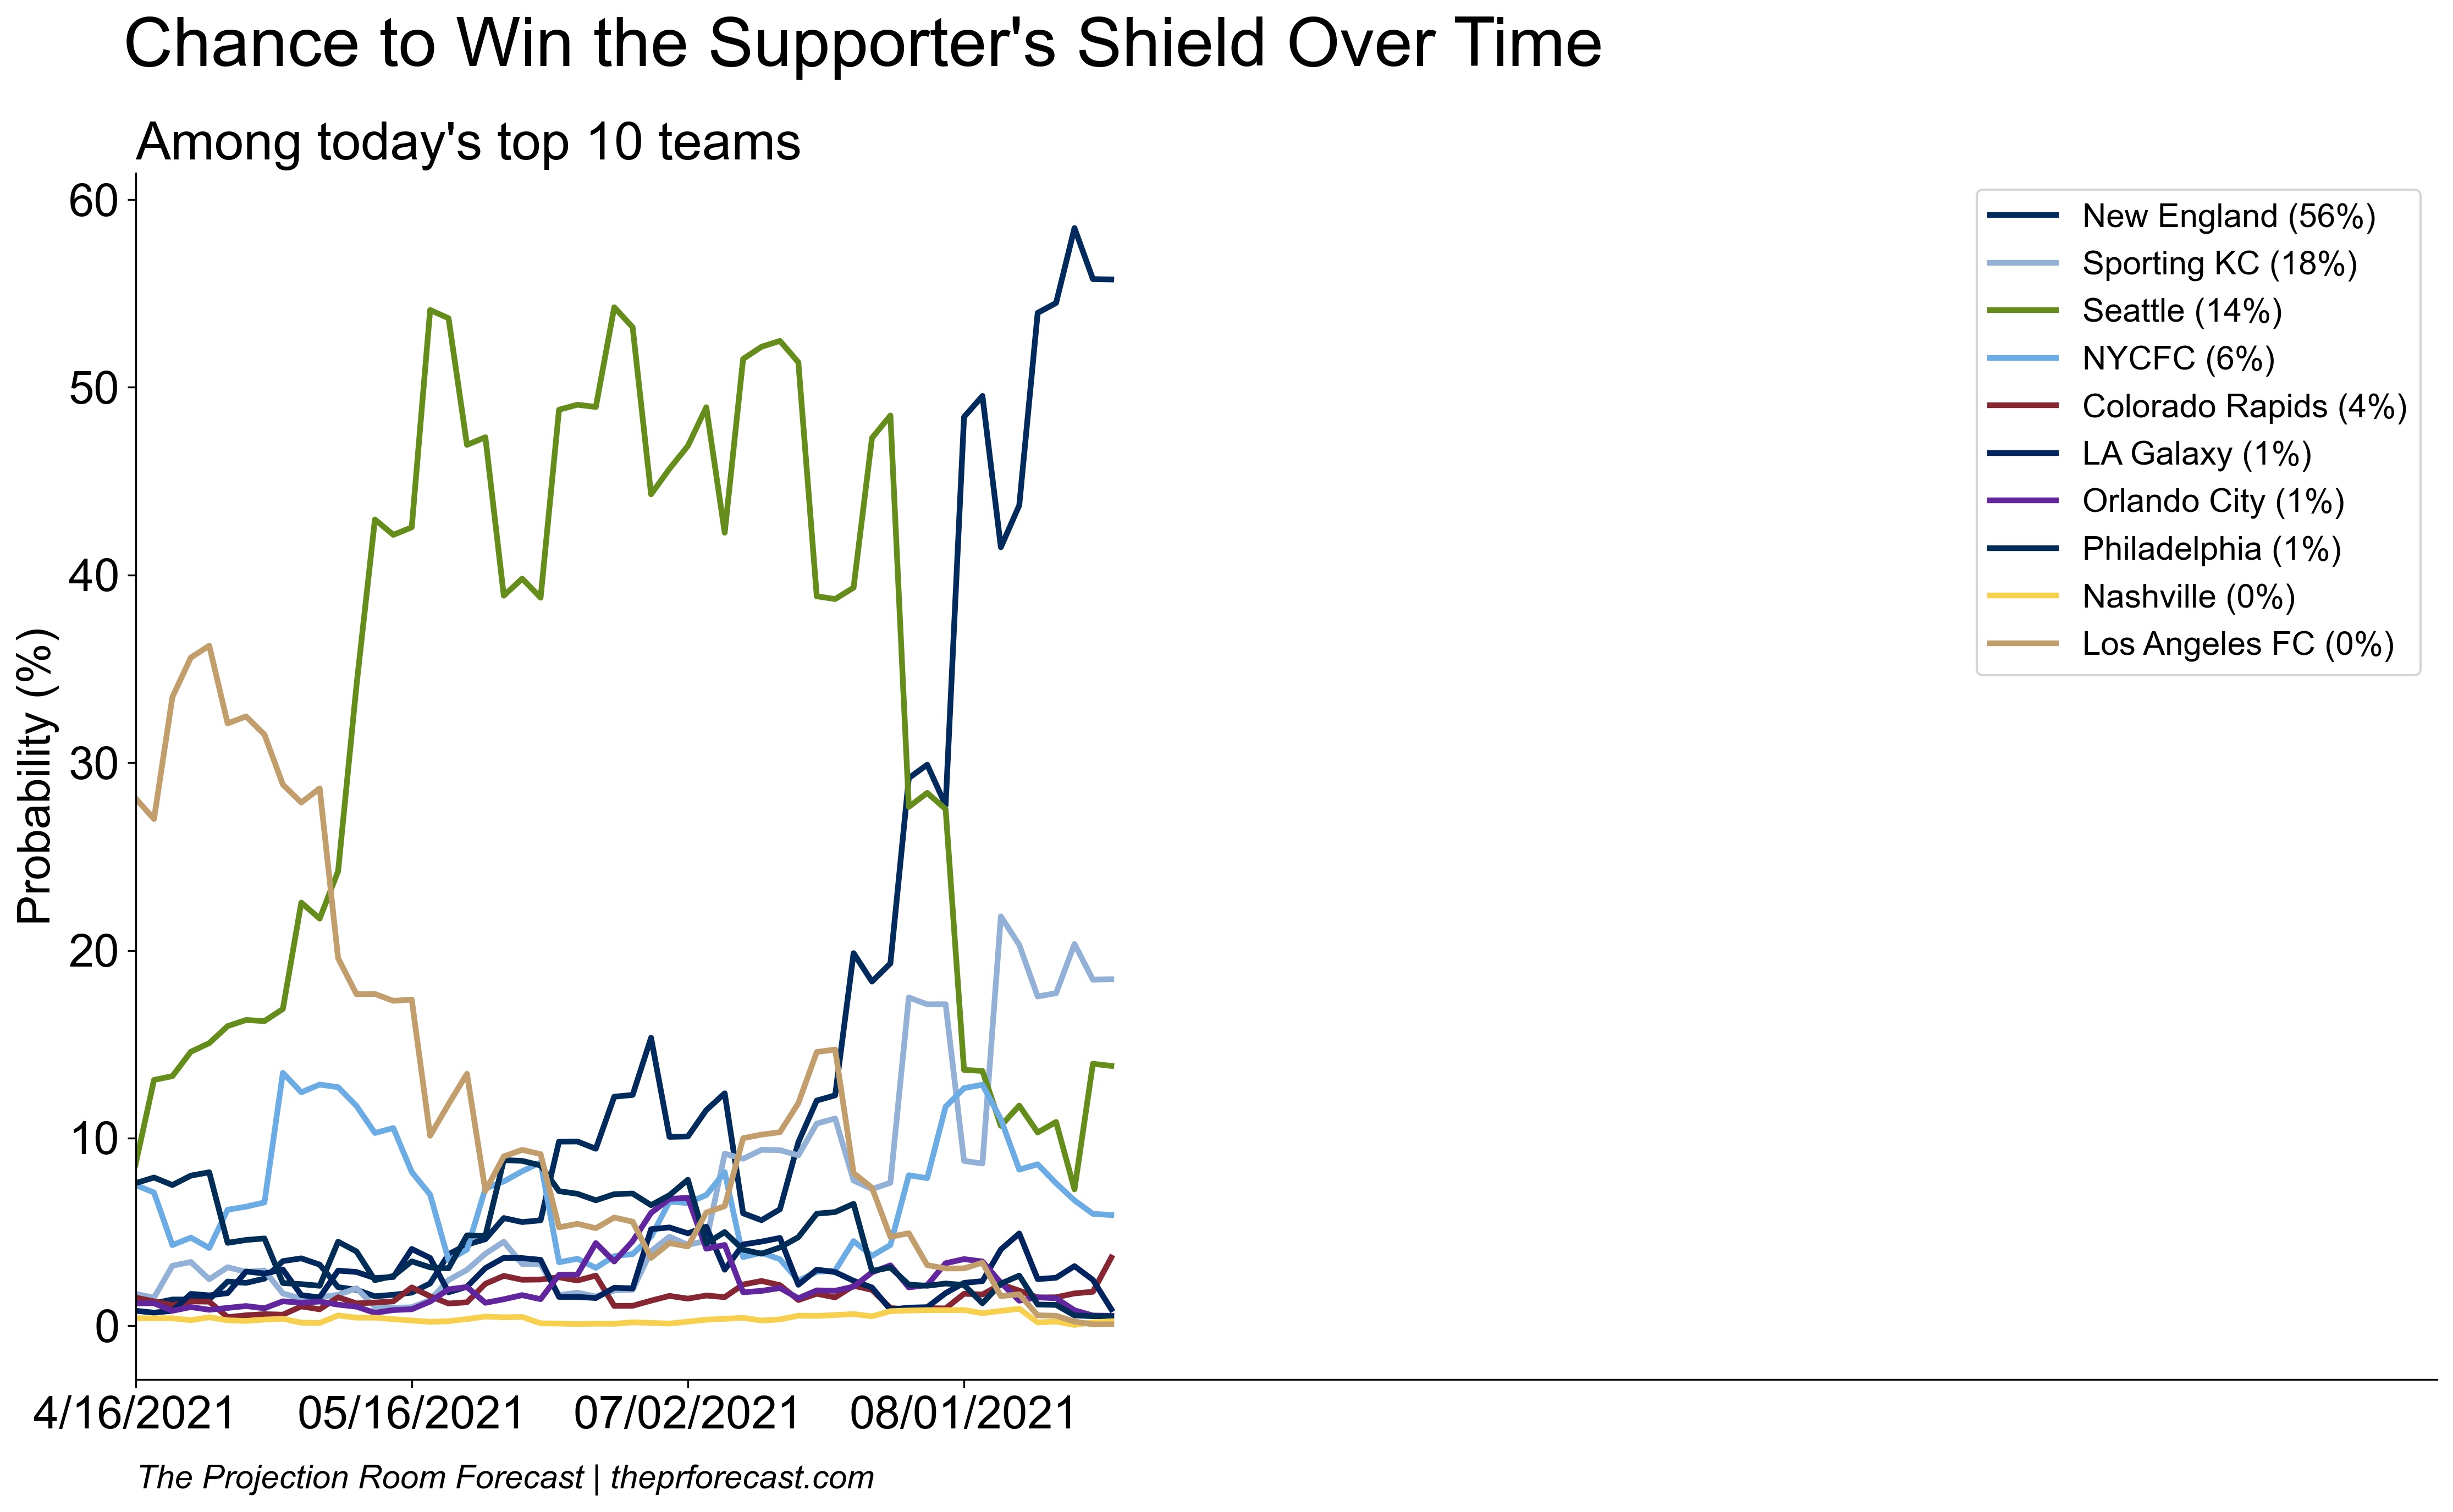 Chance to Win the Supporter's Shield Over Time
Among today's top 10 teams
60
50
40
30
20
10
0
Probability (%)
New England (56%)
Sporting KC (18%)
Seattle (14%)
NYCFC (6%)
Colorado Rapids (4%)
LA Galaxy (1%)
Orlando City (1%)
Philadelphia (1%)
Nashville (0%)
Los Angeles FC (0%)
4/16/2021 05/16/2021 07/02/2021 08/01/2021
The Projection Room Forecast | theprforecast.com